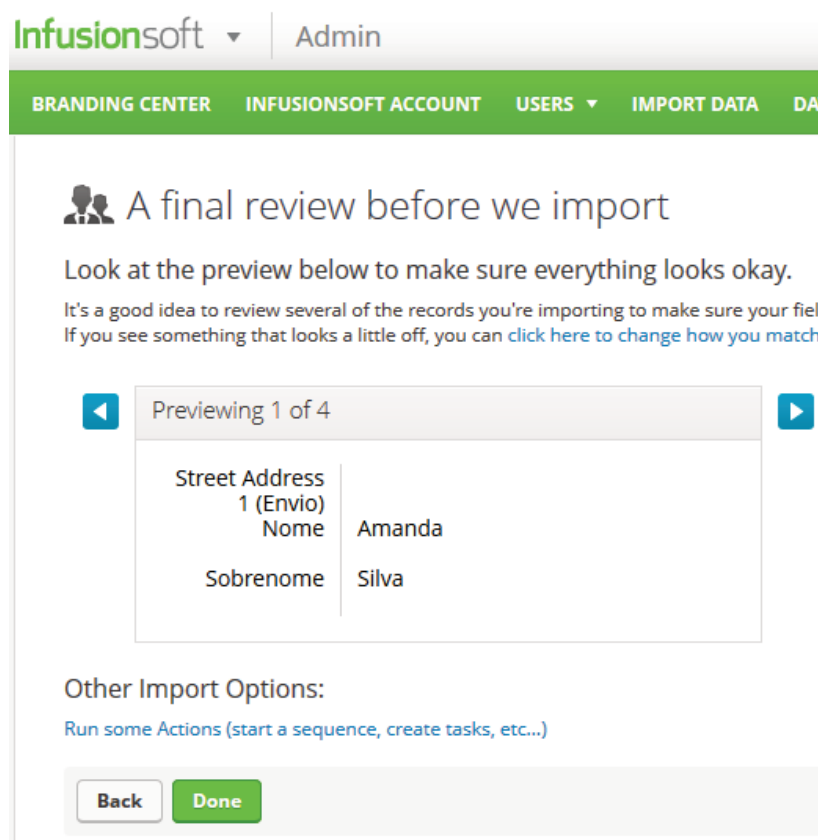 Infusionsoft Admin
BRANDING CENTER INFUSIONSOFT ACCOUNT USERS IMPORT DATA DA
A final review before we import
Look at the preview below to make sure everything looks okay.
It's a good idea to review several of the records you're importing to make sure your fiel
If you see something that looks a little off, you can click here to change how you match
Previewing 1 of 4
Street Address
1 (Envio)
Nome Amanda
Sobrenome Silva
Other Import Options:
Run some Actions (start a sequence, create tasks, etc...)
Back Done